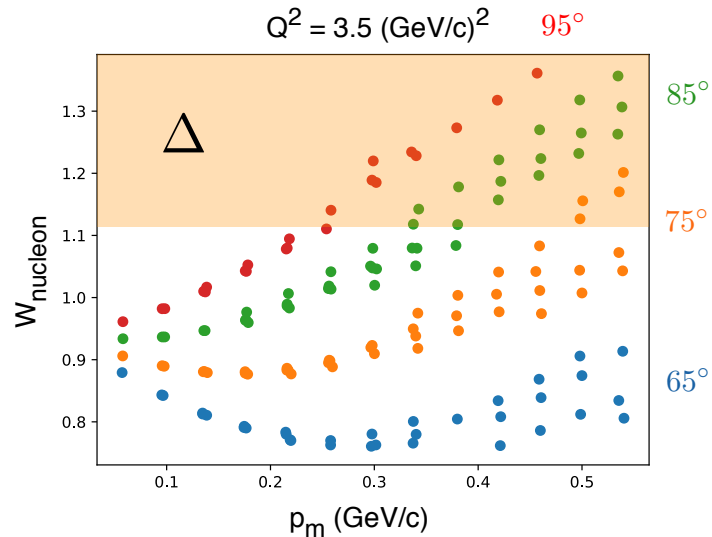 Q² = 3.5 (GeV/c)² 95°
85°
75°
65°
Δ
W_nucleon
1.3
1.2
1.1
1.0
0.9
0.8
0.1 0.2 0.3 0.4 0.5
p_m (GeV/c)